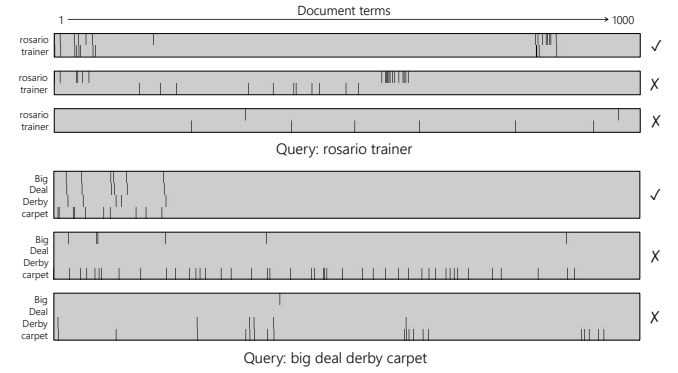 Document terms
1 1000
rosario
trainer
✓
rosario
trainer
✗
rosario
trainer
✗
Query: rosario trainer
Big
Deal
Derby
carpet
✓
Big
Deal
Derby
carpet
✗
Big
Deal
Derby
carpet
✗
Query: big deal derby carpet